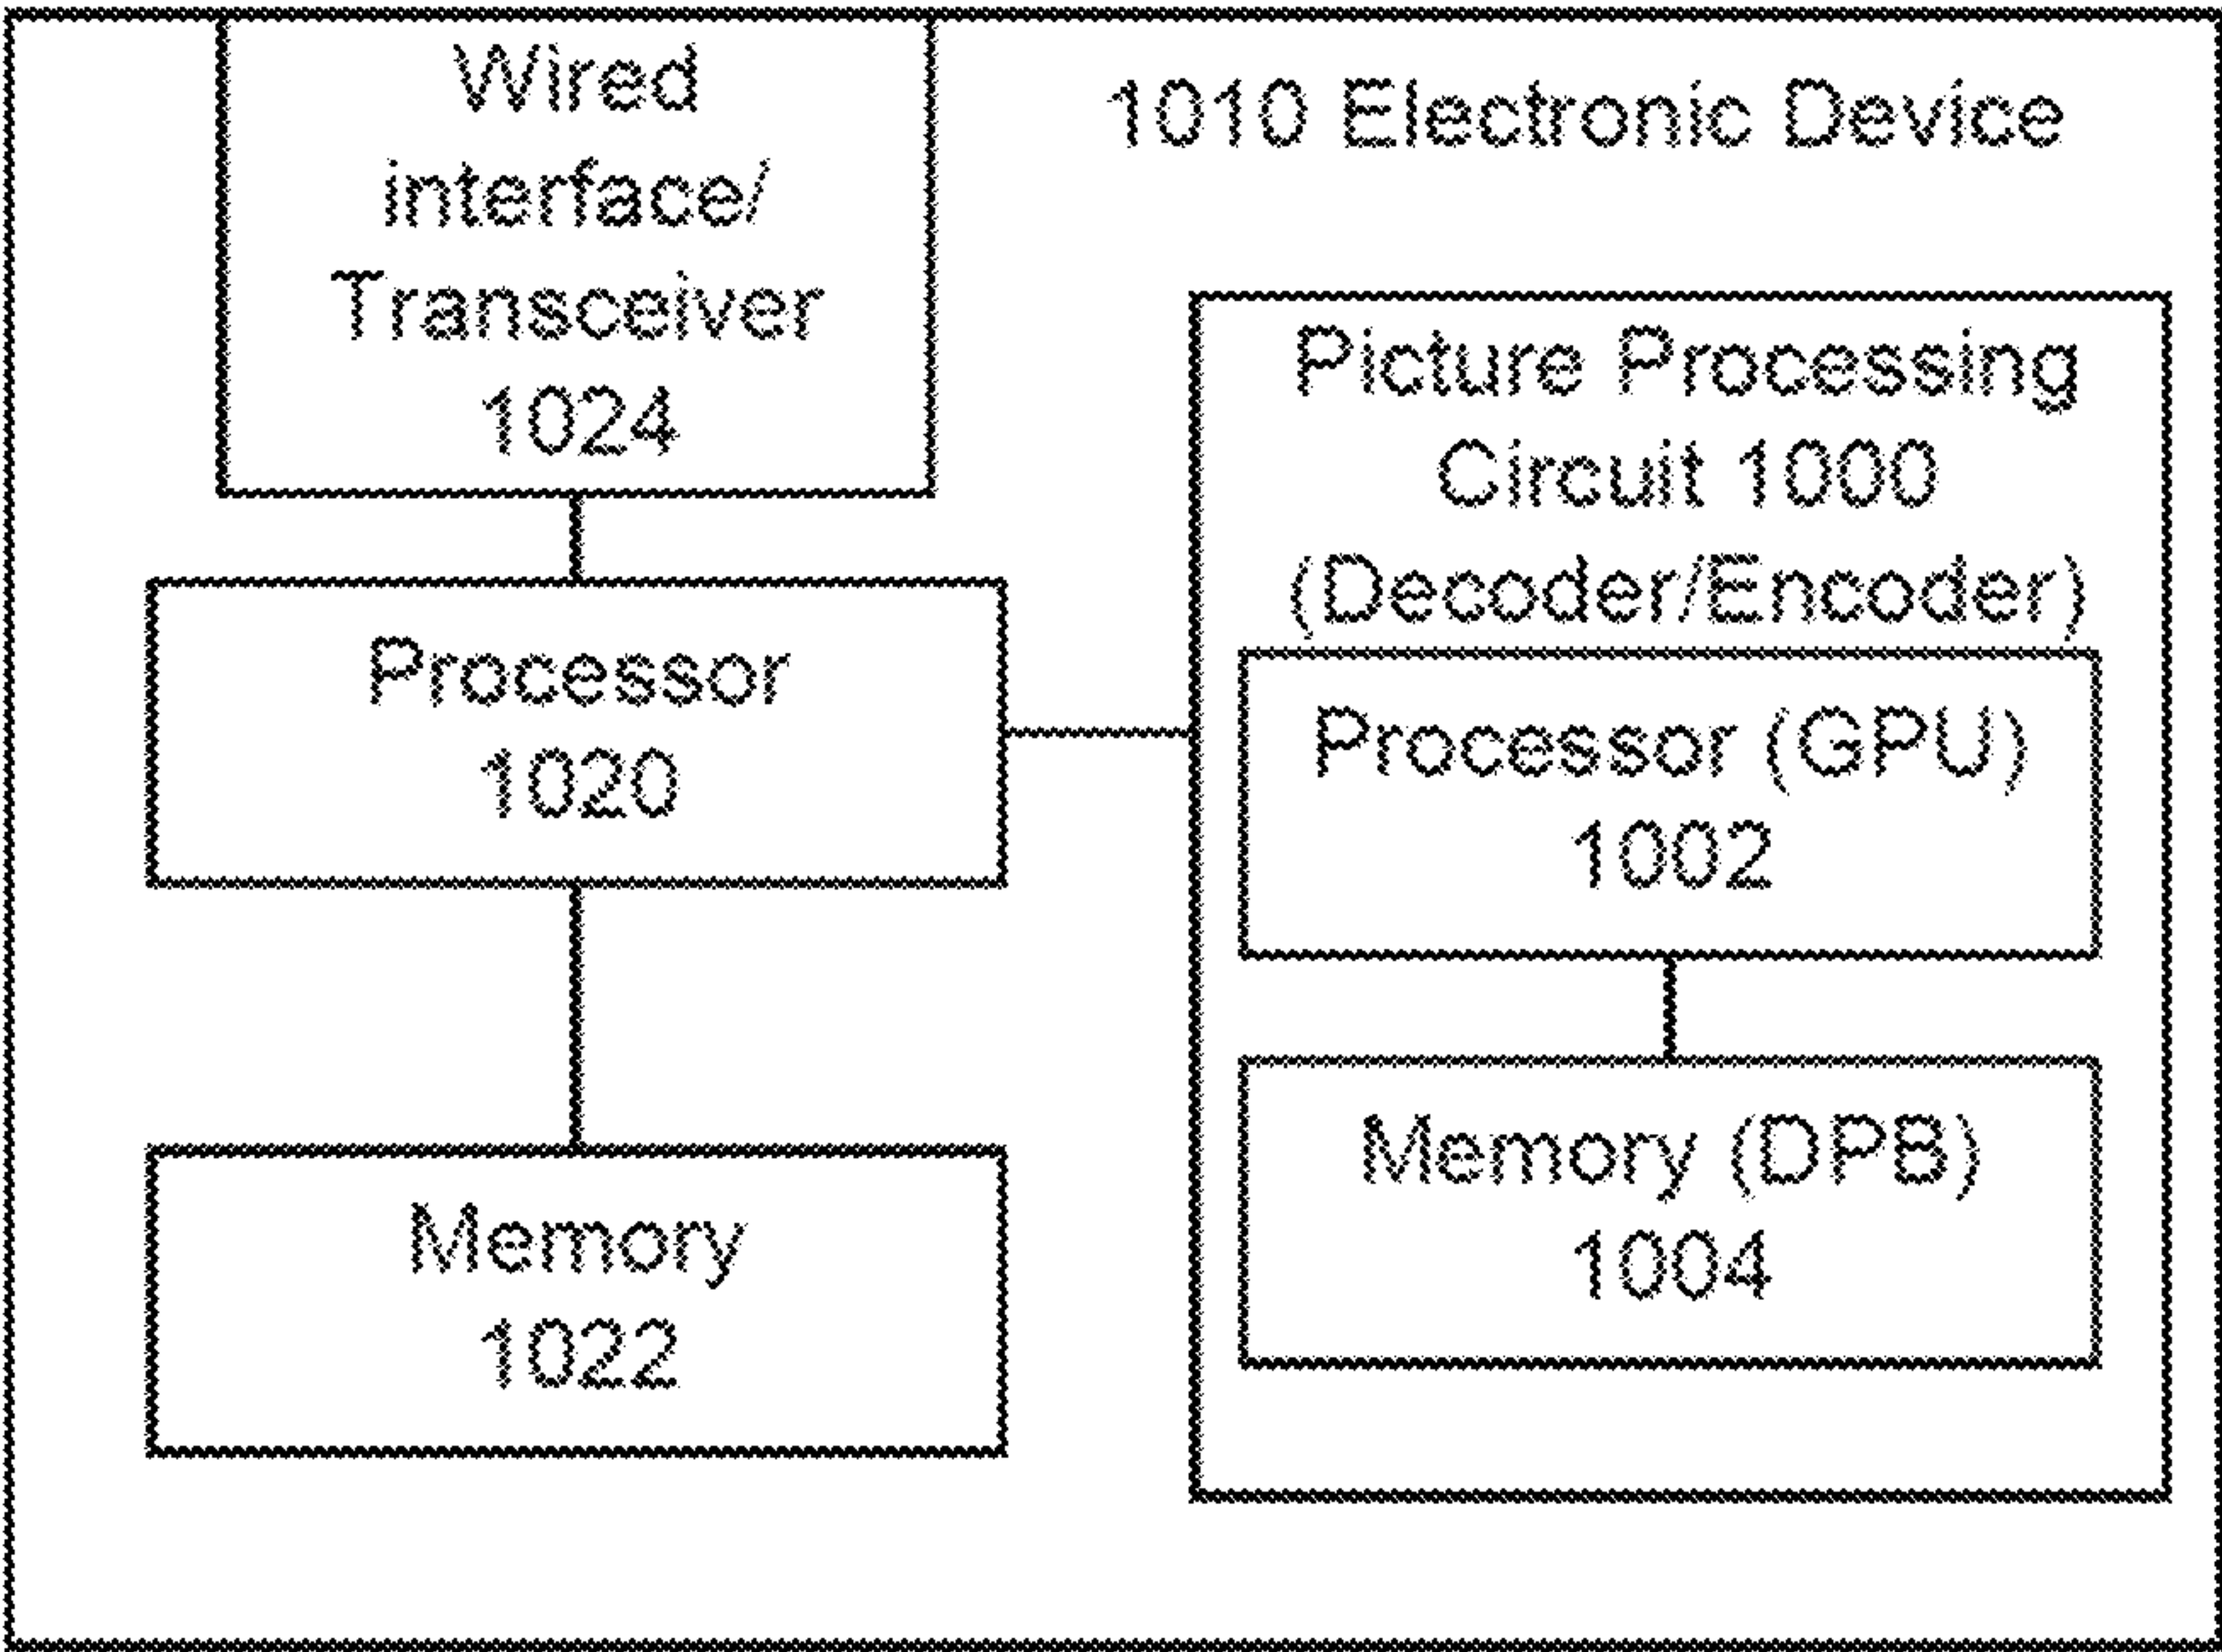 Wired
interface/
Transceiver
1024
1010 Electronic Device
Processor
1020
Memory
1022
Picture Processing
Circuit 1000
(Decoder/Encoder)
Processor (GPU)
1002
Memory (DPB)
1004